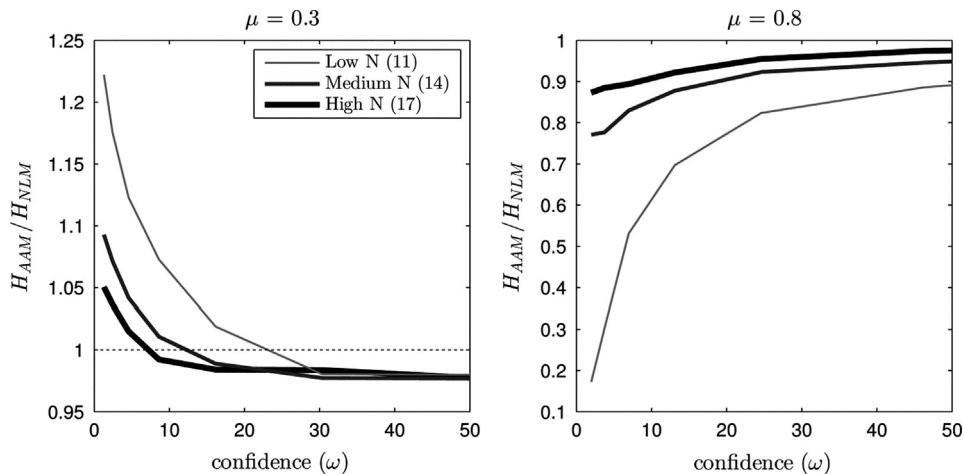 μ = 0.3
1.25
1.2
1.15
1.1
1.05
1
0.95
H_AAM/H_NLM
Low N (11)
Medium N (14)
High N (17)
0 10 20 30 40 50
confidence (ω)
μ = 0.8
1
0.9
0.8
0.7
0.6
0.5
0.4
0.3
0.2
0.1
H_AAM/H_NLM
0 10 20 30 40 50
confidence (ω)